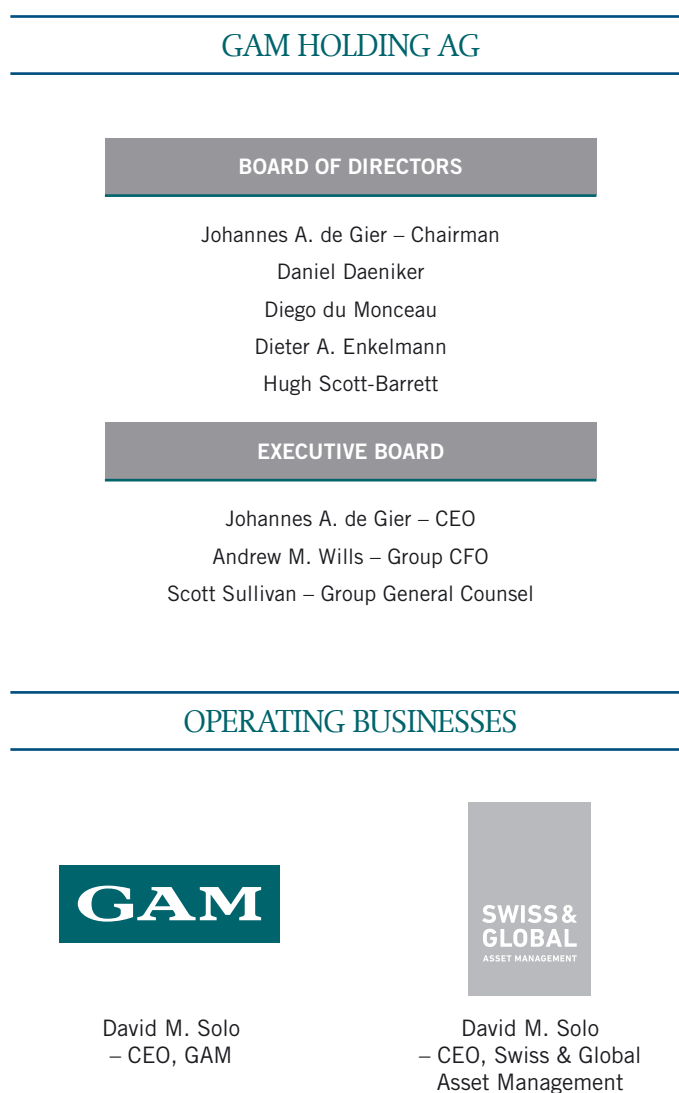 GAM HOLDING AG
BOARD OF DIRECTORS
Johannes A. de Gier – Chairman
Daniel Daeniker
Diego du Monceau
Dieter A. Enkelmann
Hugh Scott-Barrett
EXECUTIVE BOARD
Johannes A. de Gier – CEO
Andrew M. Wills – Group CFO
Scott Sullivan – Group General Counsel
OPERATING BUSINESSES
GAM
SWISS &
GLOBAL
ASSET MANAGEMENT
David M. Solo
– CEO, GAM
David M. Solo
– CEO, Swiss & Global
Asset Management